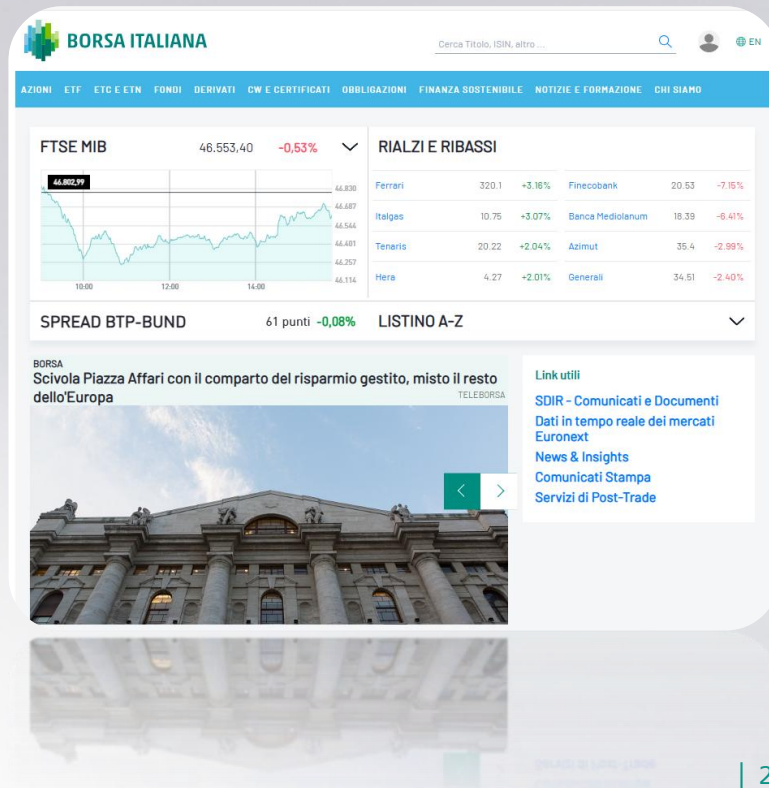 BORSA ITALIANA
Cerca Titolo, ISIN, altro ...
EN
AZIONI ETF ETC E ETN FONDI DERIVATI CW E CERTIFICATI OBBLIGAZIONI FINANZA SOSTENIBILE NOTIZIE E FORMAZIONE CHI SIAMO
FTSE MIB 46.553,40 -0,53%
46.802,99
46.830
46.687
46.544
46.401
46.257
46.114
10:00 12:00 14:00
RIALZI E RIBASSI
Ferrari 320.1 +3.16% Finecobank 20.53 -7.15%
Italgas 10.75 +3.07% Banca Mediolanum 18.39 -6.41%
Tenaris 20.22 +2.04% Azimut 35.4 -2.99%
Hera 4.27 +2.01% Generali 34.51 -2.40%
SPREAD BTP-BUND 61 punti -0,08%
LISTINO A-Z
BORSA
Scivola Piazza Affari con il comparto del risparmio gestito, misto il resto
dello'Europa
TELEBORSA
Link utili
SDIR - Comunicati e Documenti
Dati in tempo reale dei mercati
Euronext
News & Insights
Comunicati Stampa
Servizi di Post-Trade
| 2